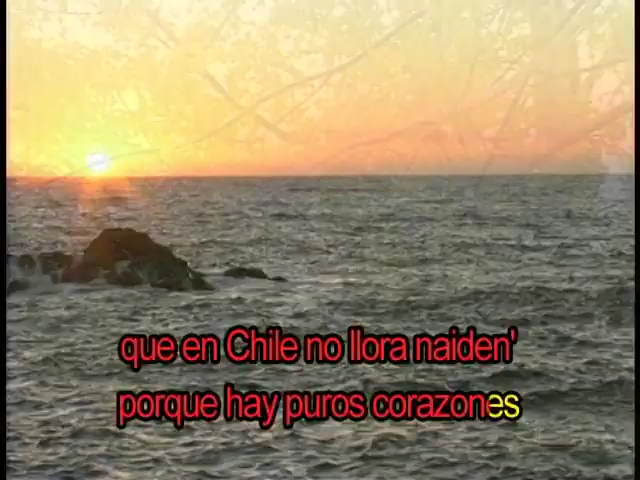 que en Chile no llora naiden'
porque hay puros corazones